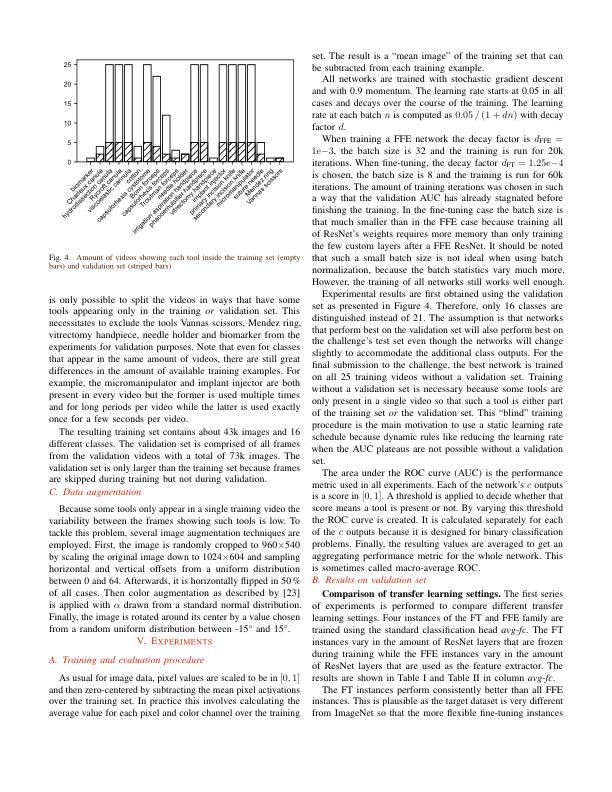 25
20
15
10
5
0
biomarker
Charleux canula
hydrodissection canula
Rycroft canula
viscoelastic canula
cotton
capsulorhexis cystotome
Bonn forceps
capsulorhexis forceps
Troutman forceps
needle holder
irrigation aspiration handpiece
phacoemulsifier handpiece
vitrectomy handpiece
implant injector
primary incision knife
secondary incision knife
micromanipulator
suture needle
Mendez ring
Vannas scissors
Fig. 4. Amount of videos showing each tool inside the training set (empty
bars) and validation set (striped bars)
is only possible to split the videos in ways that have some
tools appearing only in the training or validation set. This
necessitates to exclude the tools Vannas scissors, Mendez ring,
vitrectomy handpiece, needle holder and biomarker from the
experiments for validation purposes. Note that even for classes
that appear in the same amount of videos, there are still great
differences in the amount of available training examples. For
example, the micromanipulator and implant injector are both
present in every video but the former is used multiple times
and for long periods per video while the latter is used exactly
once for a few seconds per video.
The resulting training set contains about 43k images and 16
different classes. The validation set is comprised of all frames
from the validation videos with a total of 73k images. The
validation set is only larger than the training set because frames
are skipped during training but not during validation.
C. Data augmentation
Because some tools only appear in a single training video the
variability between the frames showing such tools is low. To
tackle this problem, several image augmentation techniques are
employed. First, the image is randomly cropped to 960×540
by scaling the original image down to 1024×604 and sampling
horizontal and vertical offsets from a uniform distribution
between 0 and 64. Afterwards, it is horizontally flipped in 50 %
of all cases. Then color augmentation as described by [23]
is applied with α drawn from a standard normal distribution.
Finally, the image is rotated around its center by a value chosen
from a random uniform distribution between -15° and 15°.
V. EXPERIMENTS
A. Training and evaluation procedure
As usual for image data, pixel values are scaled to be in [0, 1]
and then zero-centered by subtracting the mean pixel activations
over the training set. In practice this involves calculating the
average value for each pixel and color channel over the training
set. The result is a “mean image” of the training set that can
be subtracted from each training example.
All networks are trained with stochastic gradient descent
and with 0.9 momentum. The learning rate starts at 0.05 in all
cases and decays over the course of the training. The learning
rate at each batch n is computed as 0.05 / (1 + dn) with decay
factor d.
When training a FFE network the decay factor is dFFE =
1e−3, the batch size is 32 and the training is run for 20k
iterations. When fine-tuning, the decay factor dFT = 1.25e−4
is chosen, the batch size is 8 and the training is run for 60k
iterations. The amount of training iterations was chosen in such
a way that the validation AUC has already stagnated before
finishing the training. In the fine-tuning case the batch size is
that much smaller than in the FFE case because training all
of ResNet's weights requires more memory than only training
the few custom layers after a FFE ResNet. It should be noted
that such a small batch size is not ideal when using batch
normalization, because the batch statistics vary much more.
However, the training of all networks still works well enough.
Experimental results are first obtained using the validation
set as presented in Figure 4. Therefore, only 16 classes are
distinguished instead of 21. The assumption is that networks
that perform best on the validation set will also perform best on
the challenge's test set even though the networks will change
slightly to accommodate the additional class outputs. For the
final submission to the challenge, the best network is trained
on all 25 training videos without a validation set. Training
without a validation set is necessary because some tools are
only present in a single video so that such a tool is either part
of the training set or the validation set. This “blind” training
procedure is the main motivation to use a static learning rate
schedule because dynamic rules like reducing the learning rate
when the AUC plateaus are not possible without a validation
set.
The area under the ROC curve (AUC) is the performance
metric used in all experiments. Each of the network's c outputs
is a score in [0, 1]. A threshold is applied to decide whether that
score means a tool is present or not. By varying this threshold
the ROC curve is created. It is calculated separately for each
of the c outputs because it is designed for binary classification
problems. Finally, the resulting values are averaged to get an
aggregating performance metric for the whole network. This
is sometimes called macro-average ROC.
B. Results on validation set
Comparison of transfer learning settings. The first series
of experiments is performed to compare different transfer
learning settings. Four instances of the FT and FFE family are
trained using the standard classification head avg-fc. The FT
instances vary in the amount of ResNet layers that are frozen
during training while the FFE instances vary in the amount
of ResNet layers that are used as the feature extractor. The
results are shown in Table I and Table II in column avg-fc.
The FT instances perform consistently better than all FFE
instances. This is plausible as the target dataset is very different
from ImageNet so that the more flexible fine-tuning instances